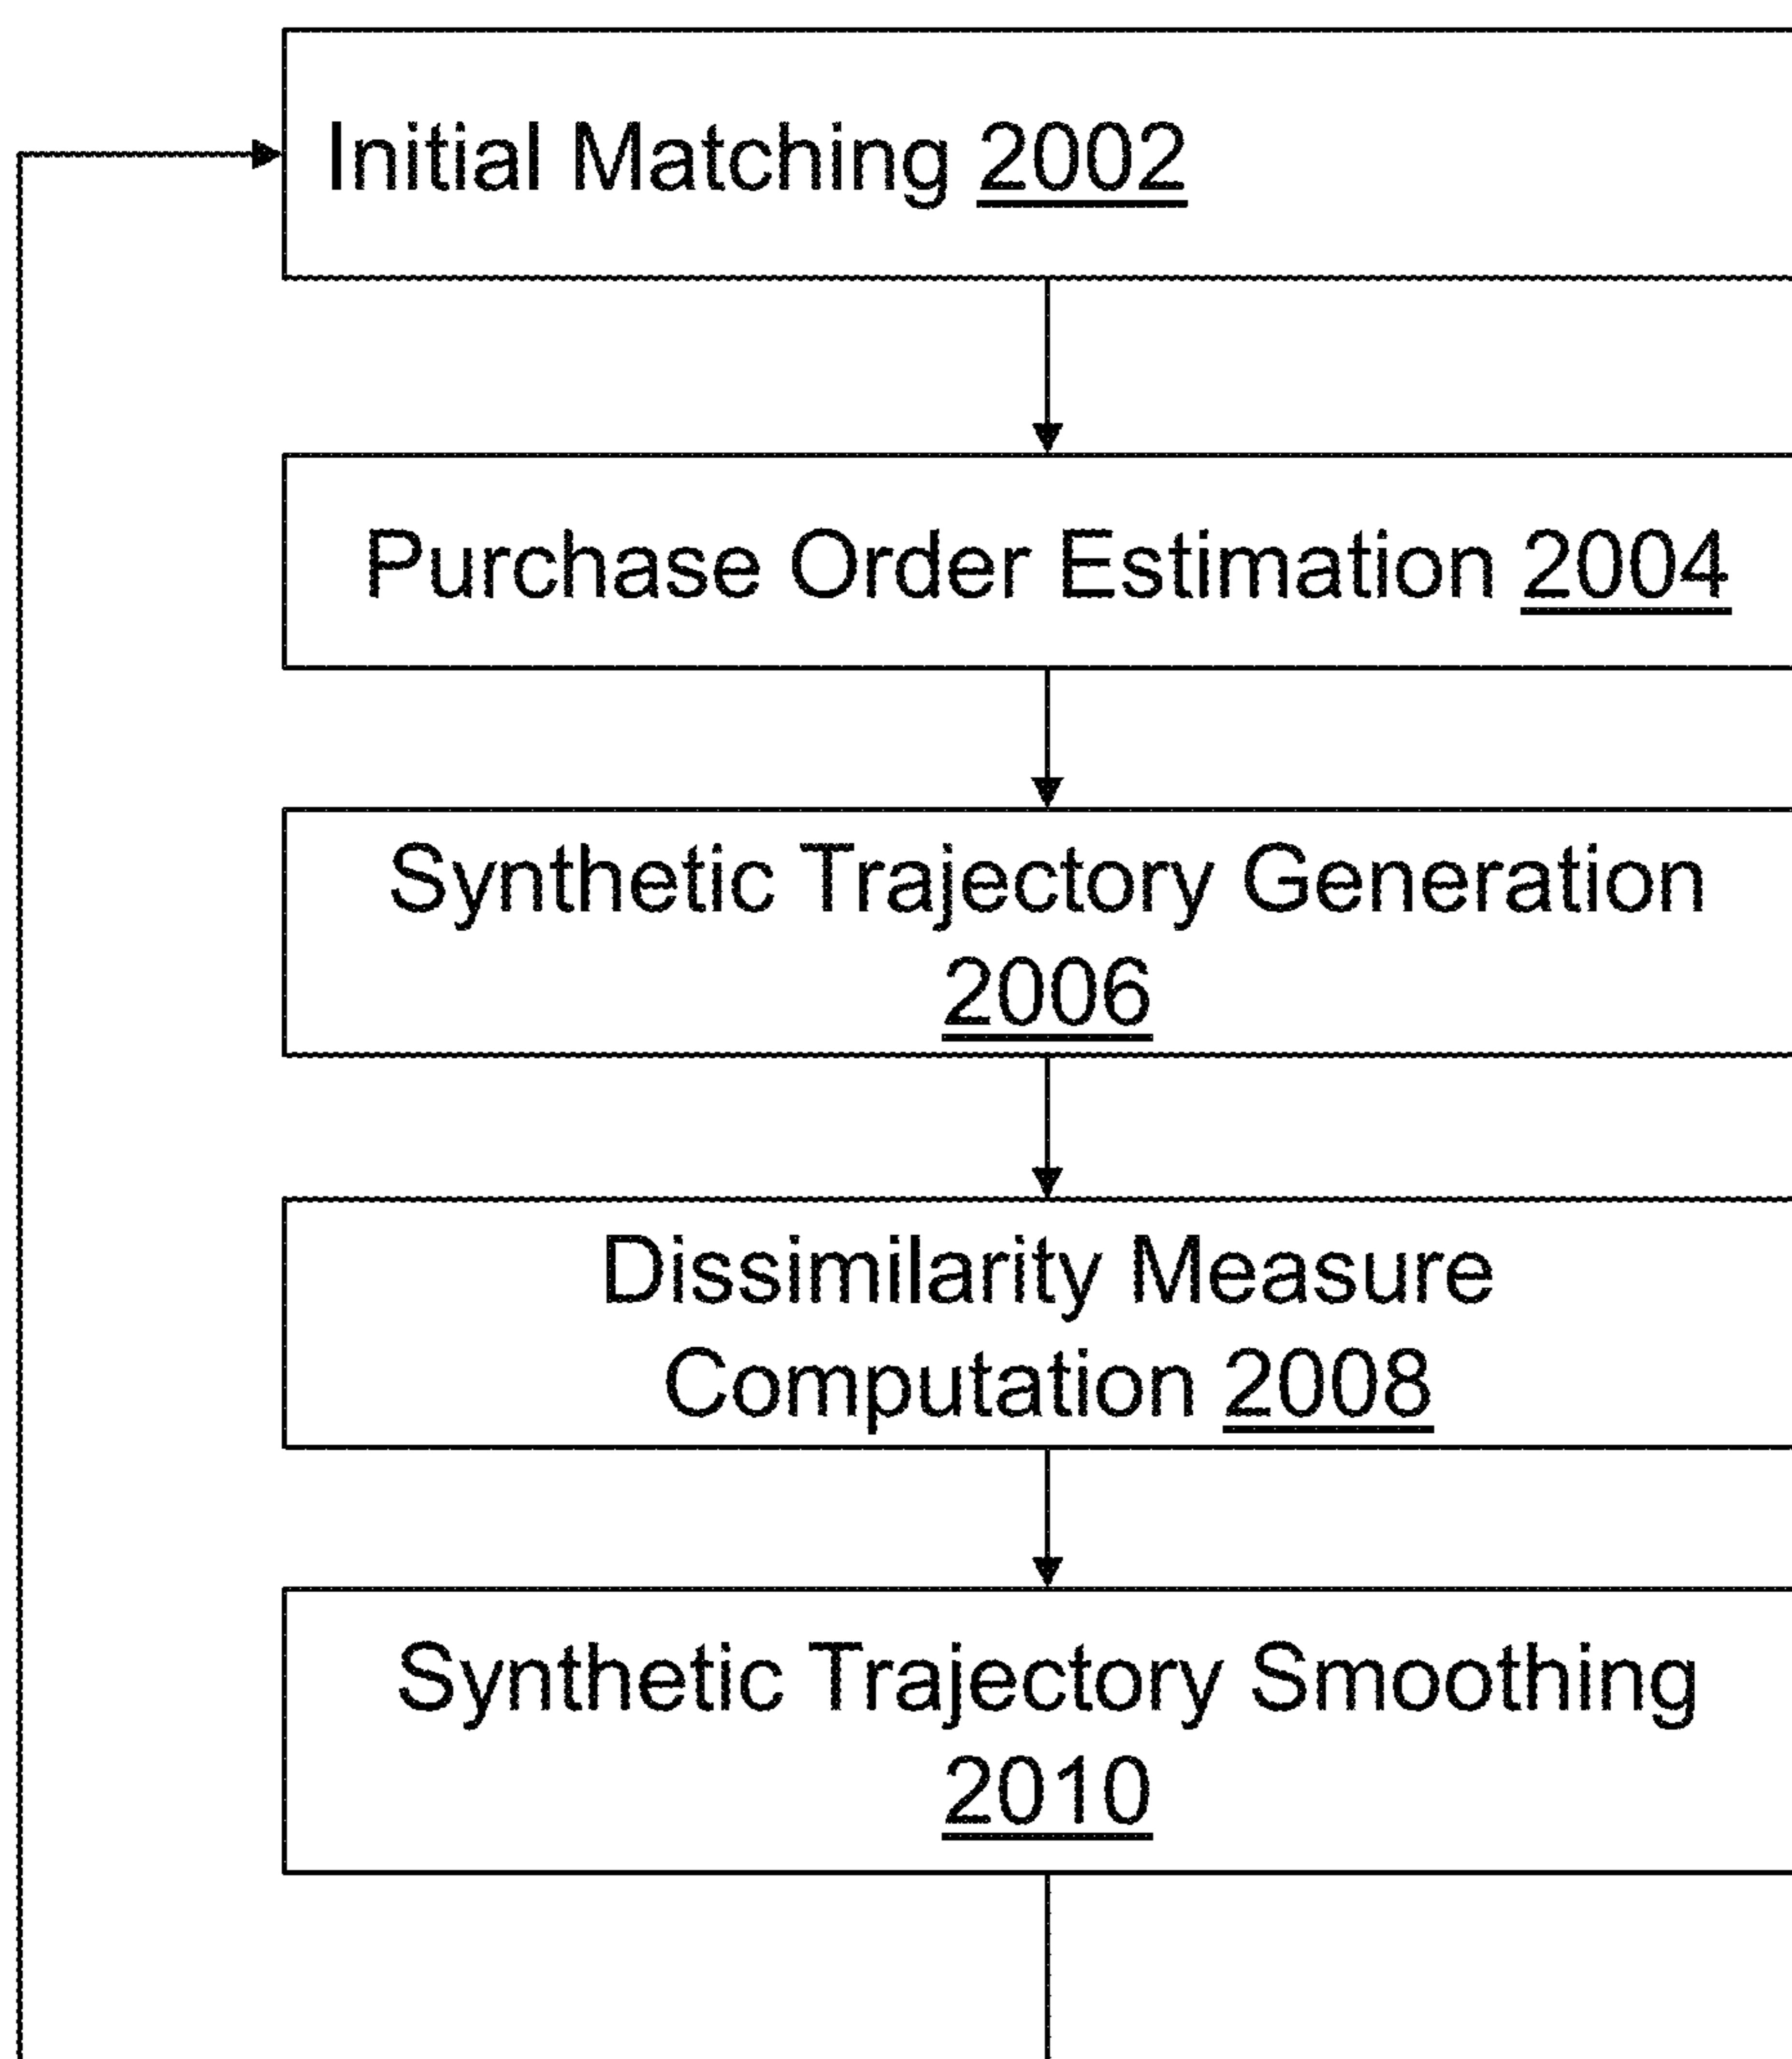 Initial Matching 2002
Purchase Order Estimation 2004
Synthetic Trajectory Generation
2006
Dissimilarity Measure
Computation 2008
Synthetic Trajectory Smoothing
2010